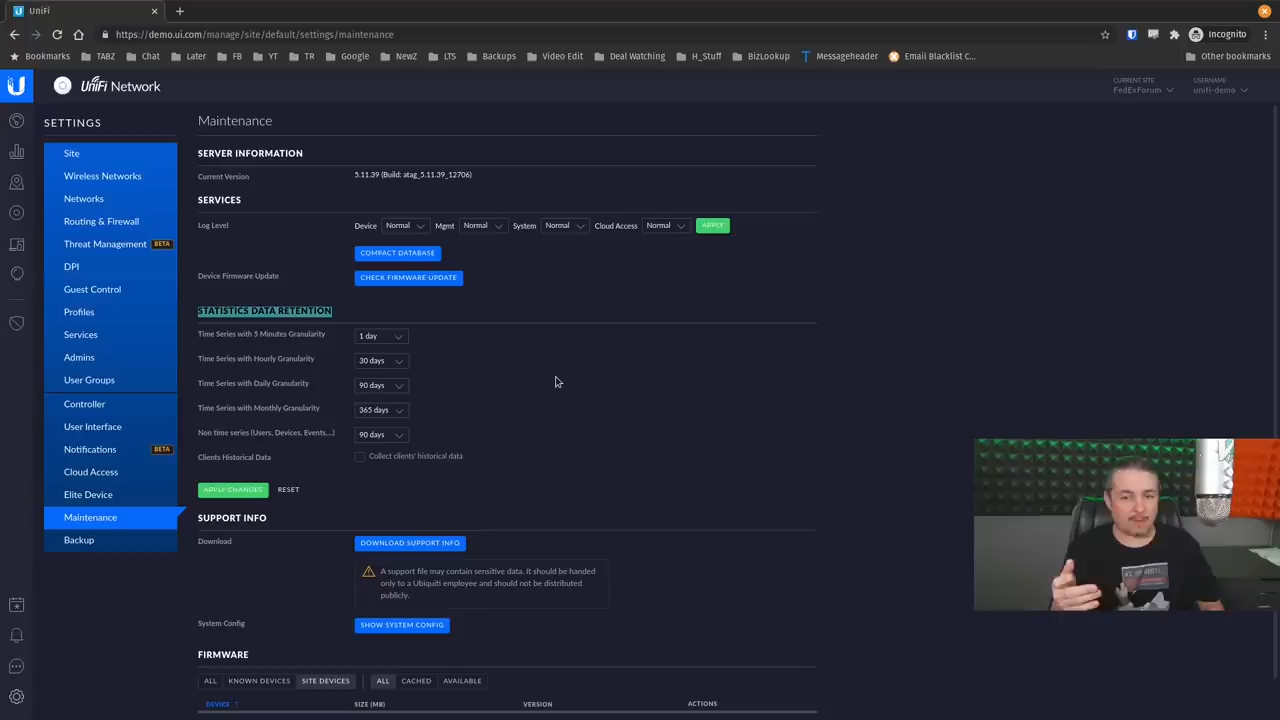 UniFi
demo.ui.com/manage/site/default/settings/maintenance
Incognito
Bookmarks TABZ Chat Later FB YT TR Google NewZ LTS Backups Video Edit Deal Watching H_Stuff BizLookup Messageheader Email Blacklist C... Other bookmarks
UniFi Network
CURRENT SITE
FedExForum
USERNAME
unifi-demo
SETTINGS
Site
Wireless Networks
Networks
Routing & Firewall
Threat Management BETA
DPI
Guest Control
Profiles
Services
Admins
User Groups
Controller
User Interface
Notifications BETA
Cloud Access
Elite Device
Maintenance
Backup
Maintenance
SERVER INFORMATION
Current Version 5.11.39 (Build: atag_5.11.39_12706)
SERVICES
Log Level Device Normal Mgmt Normal System Normal Cloud Access Normal APPLY
COMPACT DATABASE
Device Firmware Update CHECK FIRMWARE UPDATE
STATISTICS DATA RETENTION
Time Series with 5 Minutes Granularity 1 day
Time Series with Hourly Granularity 30 days
Time Series with Daily Granularity 90 days
Time Series with Monthly Granularity 365 days
Non time series (Users, Devices, Events...) 90 days
Clients Historical Data Collect clients' historical data
APPLY CHANGES RESET
SUPPORT INFO
Download DOWNLOAD SUPPORT INFO
A support file may contain sensitive data. It should be handed
only to a Ubiquiti employee and should not be distributed
publicly.
System Config SHOW SYSTEM CONFIG
FIRMWARE
ALL KNOWN DEVICES SITE DEVICES ALL CACHED AVAILABLE
DEVICE SIZE (MB) VERSION ACTIONS